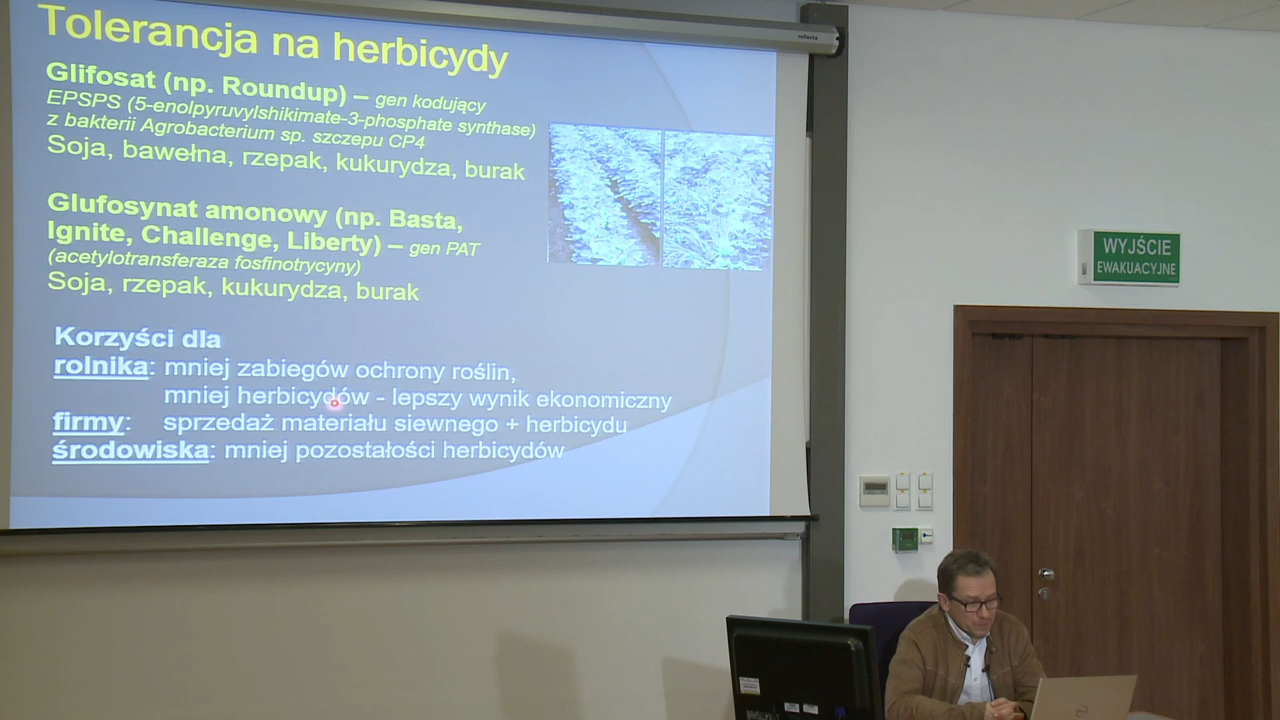 Tolerancja na herbicydy
Glifosat (np. Roundup) – gen kodujący
EPSPS (5-enolpyruvylshikimate-3-phosphate synthase)
z bakterii Agrobacterium sp. szczepu CP4
Soja, bawełna, rzepak, kukurydza, burak
Glufosynat amonowy (np. Basta,
Ignite, Challenge, Liberty) – gen PAT
(acetylotransferaza fosfinotrycyny)
Soja, rzepak, kukurydza, burak
Korzyści dla
rolnika: mniej zabiegów ochrony roślin,
mniej herbicydów - lepszy wynik ekonomiczny
firmy: sprzedaż materiału siewnego + herbicydu
środowiska: mniej pozostałości herbicydów
reflecta
WYJŚCIE
EWAKUACYJNE
DELL